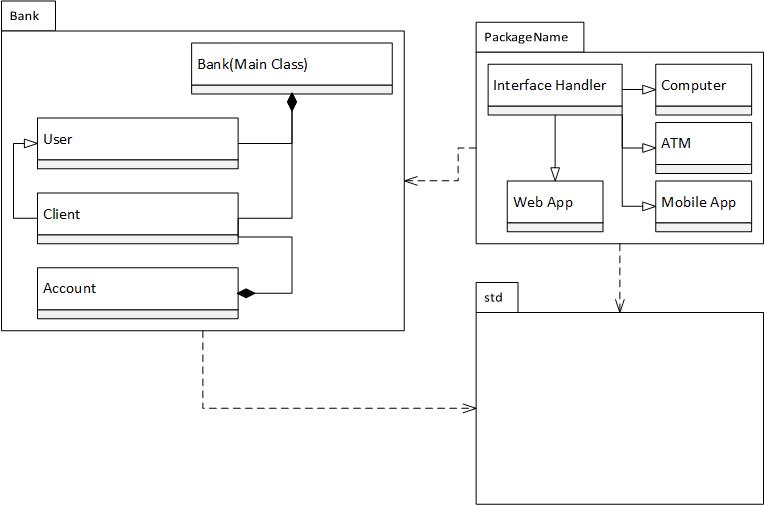 Bank
Bank(Main Class)
User
Client
Account
PackageName
Interface Handler
Computer
ATM
Web App
Mobile App
std